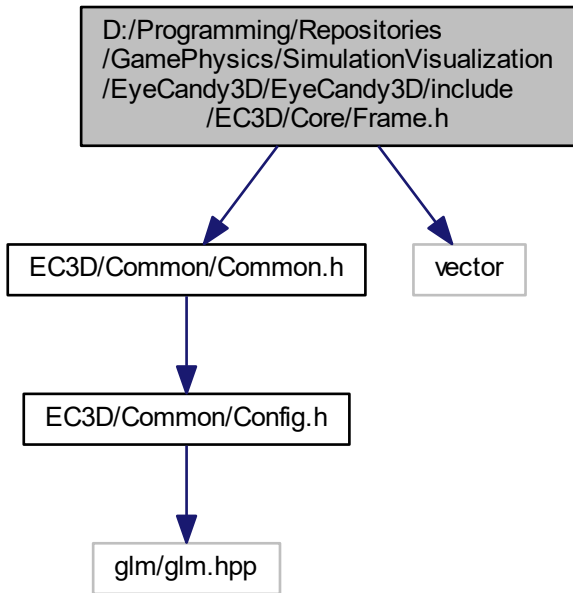 D:/Programming/Repositories
/GamePhysics/SimulationVisualization
/EyeCandy3D/EyeCandy3D/include
/EC3D/Core/Frame.h
EC3D/Common/Common.h
vector
EC3D/Common/Config.h
glm/glm.hpp